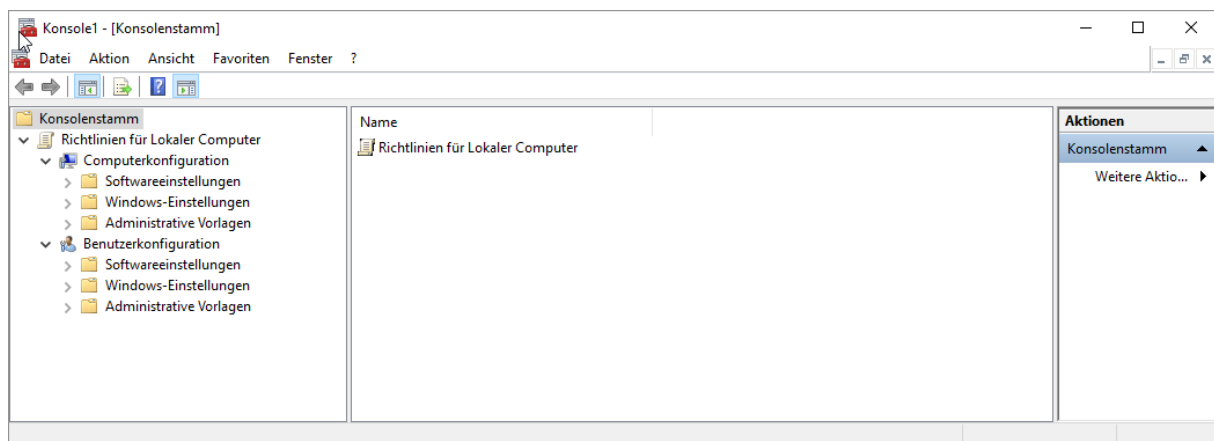 Konsole1 - [Konsolenstamm]
Datei Aktion Ansicht Favoriten Fenster ?
Konsolenstamm
Richtlinien für Lokaler Computer
Computerkonfiguration
Softwareeinstellungen
Windows-Einstellungen
Administrative Vorlagen
Benutzerkonfiguration
Softwareeinstellungen
Windows-Einstellungen
Administrative Vorlagen
Name
Richtlinien für Lokaler Computer
Aktionen
Konsolenstamm
Weitere Aktio...